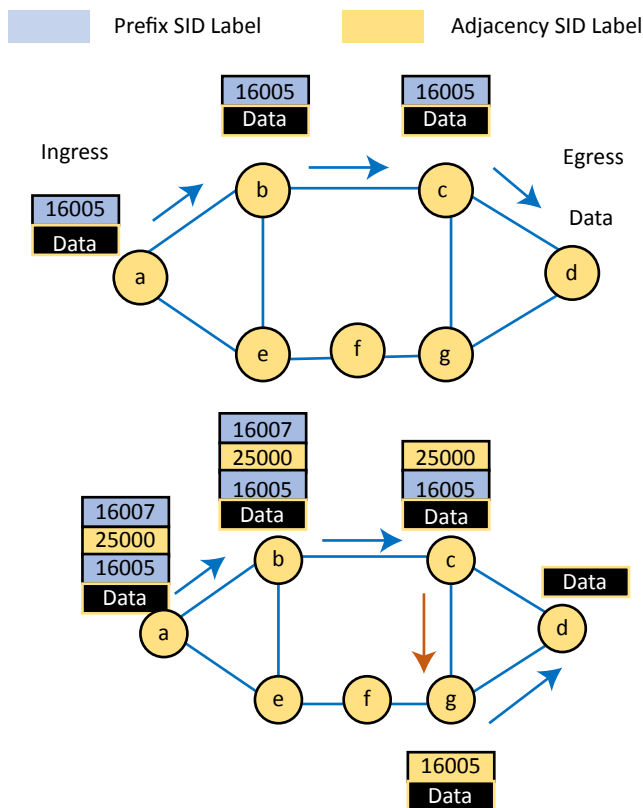 Prefix SID Label
Adjacency SID Label
16005
Data
16005
Data
Ingress
Egress
b
c
16005
Data
Data
a
d
e
f
g
16007
25000
16005
Data
25000
16005
Data
16007
25000
16005
Data
b
c
Data
a
d
e
f
g
16005
Data